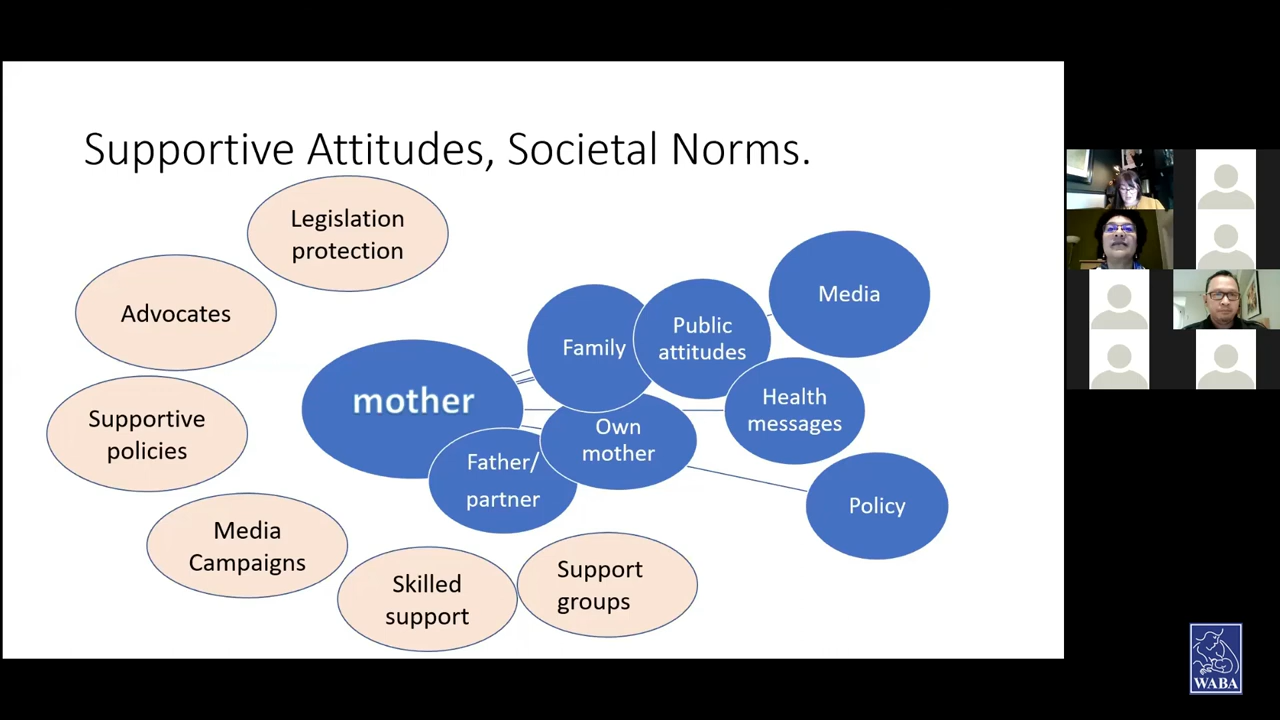 Supportive Attitudes, Societal Norms.
Legislation
protection
Advocates
Supportive
policies
Media
Campaigns
Skilled
support
Support
groups
mother
Father/
partner
Own
mother
Family
Public
attitudes
Media
Health
messages
Policy
WABA